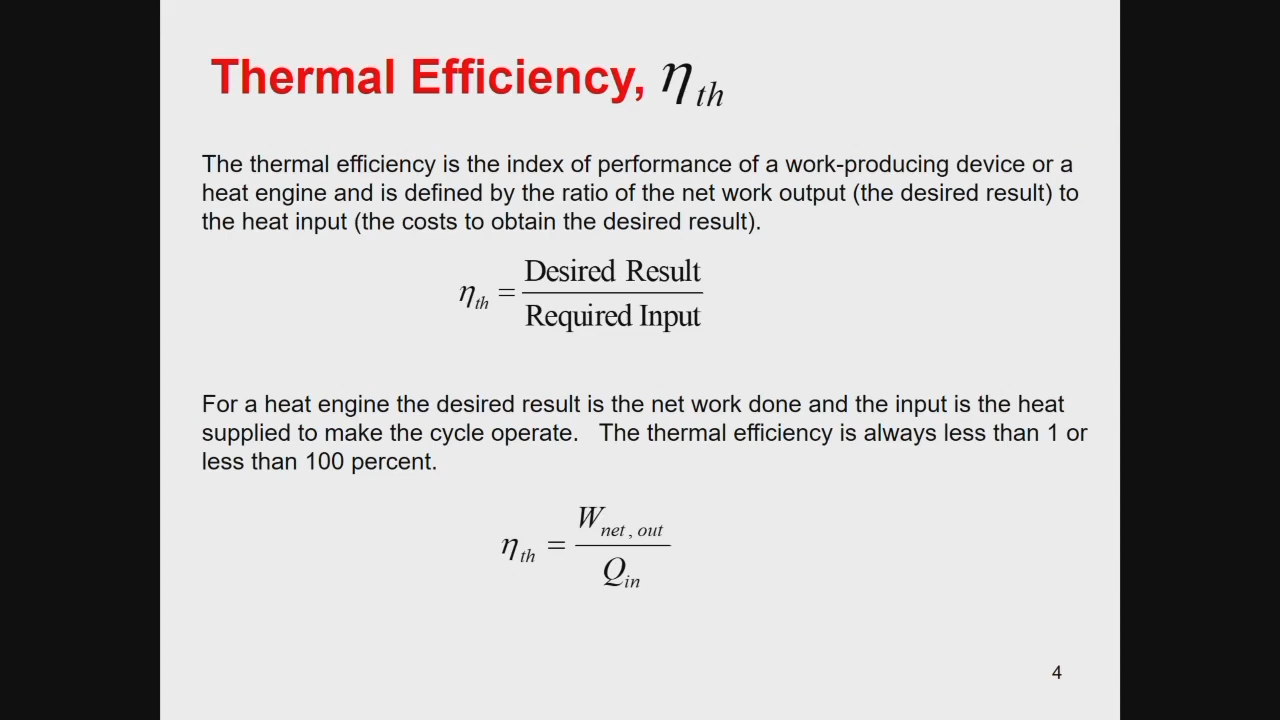 Thermal Efficiency, η_th
The thermal efficiency is the index of performance of a work-producing device or a
heat engine and is defined by the ratio of the net work output (the desired result) to
the heat input (the costs to obtain the desired result).
η_th = Desired Result / Required Input
For a heat engine the desired result is the net work done and the input is the heat
supplied to make the cycle operate.   The thermal efficiency is always less than 1 or
less than 100 percent.
η_th = W_net, out / Q_in
4